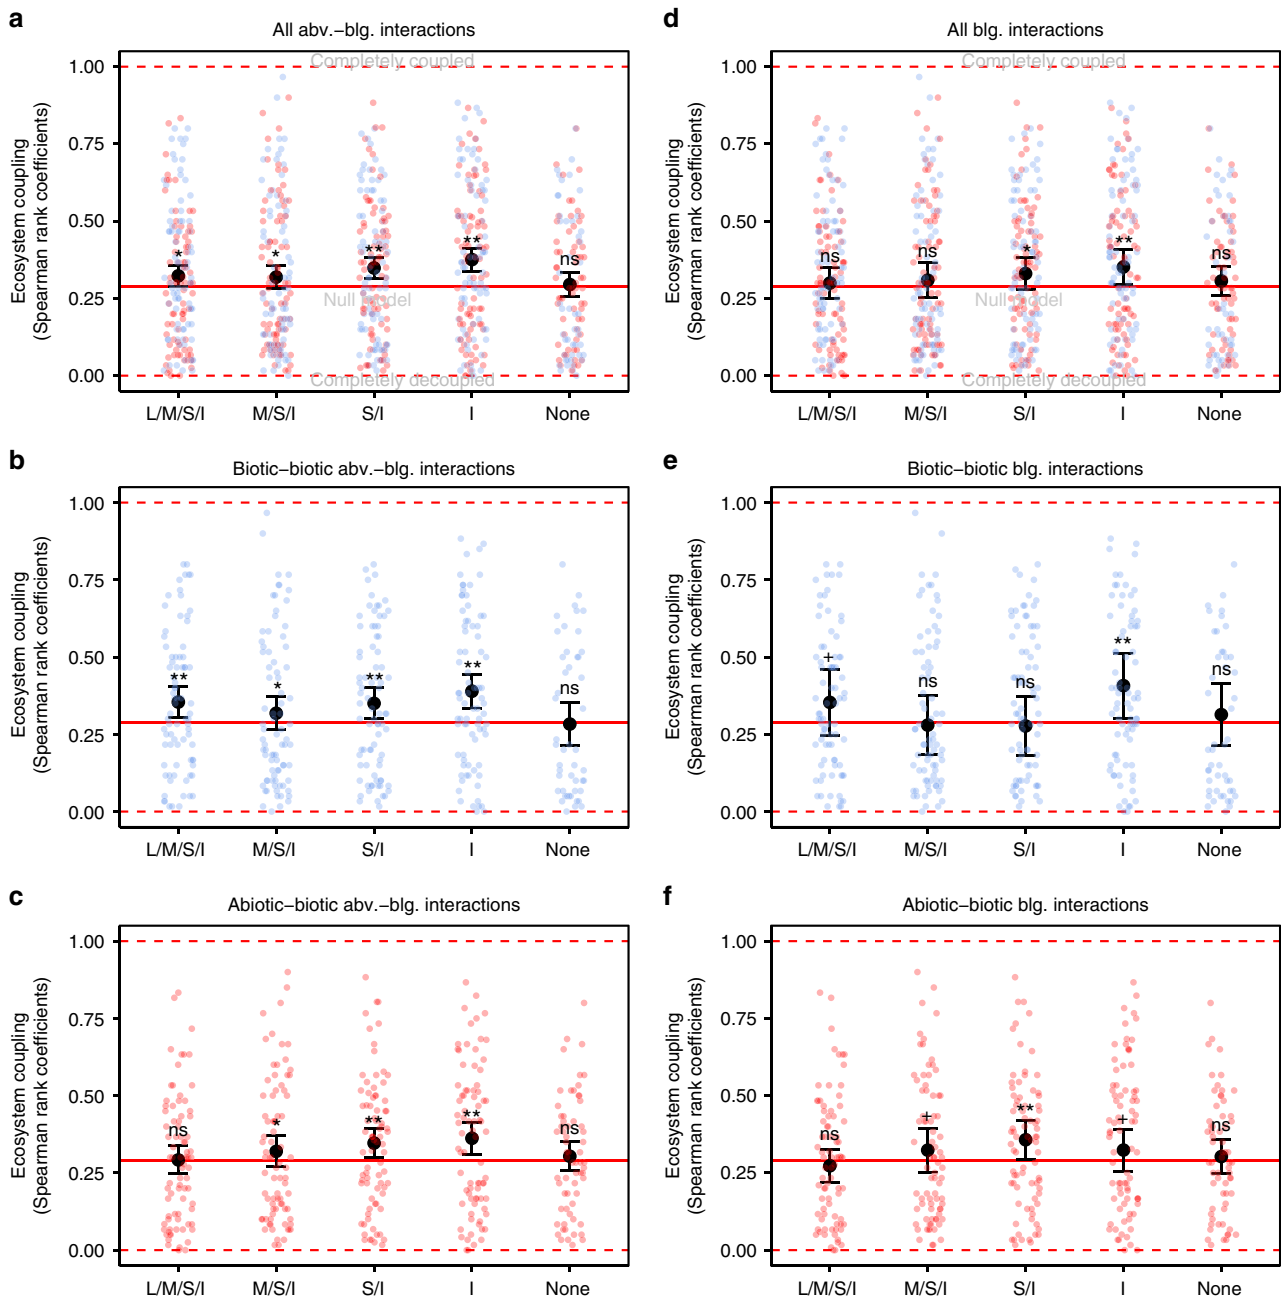 a
All abv.–blg. interactions
Ecosystem coupling
(Spearman rank coefficients)
1.00
0.75
0.50
0.25
0.00
Completely coupled
* * ** ** ns
Null model
Completely decoupled
L/M/S/I M/S/I S/I I None
d
All blg. interactions
Ecosystem coupling
(Spearman rank coefficients)
1.00
0.75
0.50
0.25
0.00
Completely coupled
ns ns * ** ns
Null model
Completely decoupled
L/M/S/I M/S/I S/I I None
b
Biotic–biotic abv.–blg. interactions
Ecosystem coupling
(Spearman rank coefficients)
1.00
0.75
0.50
0.25
0.00
** * ** ** ns
L/M/S/I M/S/I S/I I None
e
Biotic–biotic blg. interactions
Ecosystem coupling
(Spearman rank coefficients)
1.00
0.75
0.50
0.25
0.00
+ ns ns ** ns
L/M/S/I M/S/I S/I I None
c
Abiotic–biotic abv.–blg. interactions
Ecosystem coupling
(Spearman rank coefficients)
1.00
0.75
0.50
0.25
0.00
ns * ** ** ns
L/M/S/I M/S/I S/I I None
f
Abiotic–biotic blg. interactions
Ecosystem coupling
(Spearman rank coefficients)
1.00
0.75
0.50
0.25
0.00
ns + ** + ns
L/M/S/I M/S/I S/I I None